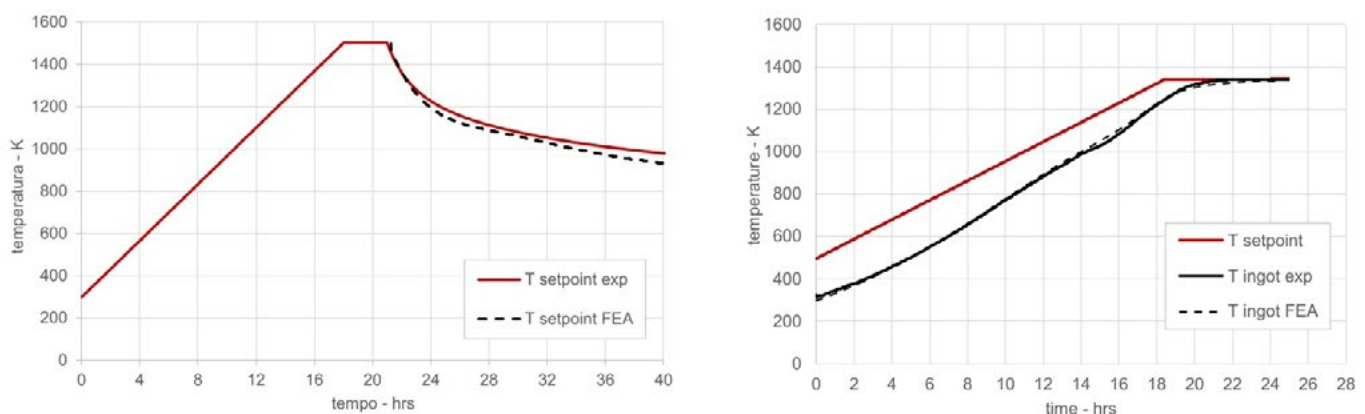 1600
1400
1200
1000
800
600
400
200
0
temperatura - K
0 4 8 12 16 20 24 28 32 36 40
tempo - hrs
T setpoint exp
T setpoint FEA
1600
1400
1200
1000
800
600
400
200
0
temperature - K
0 2 4 6 8 10 12 14 16 18 20 22 24 26 28
time - hrs
T setpoint
T ingot exp
T ingot FEA